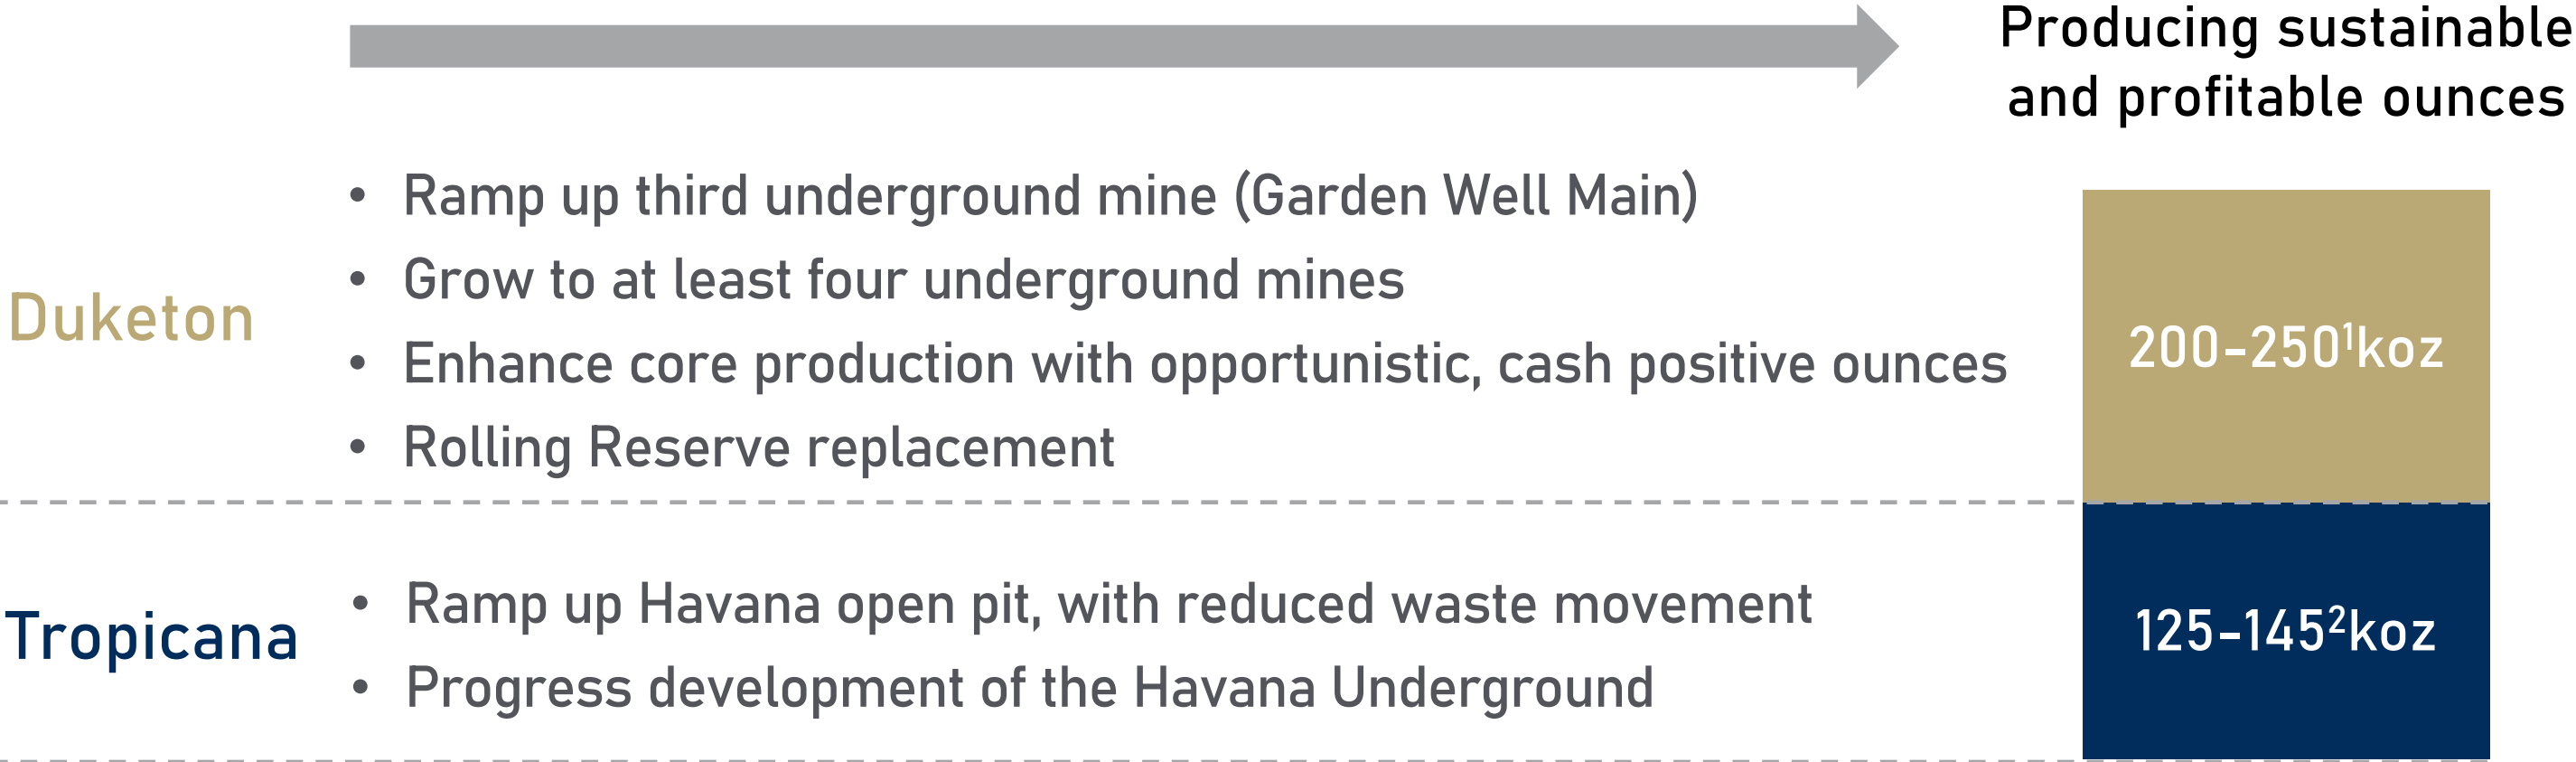 Producing sustainable
and profitable ounces
Duketon
• Ramp up third underground mine (Garden Well Main)
• Grow to at least four underground mines
• Enhance core production with opportunistic, cash positive ounces
• Rolling Reserve replacement
200-250¹koz
Tropicana
• Ramp up Havana open pit, with reduced waste movement
• Progress development of the Havana Underground
125-145²koz